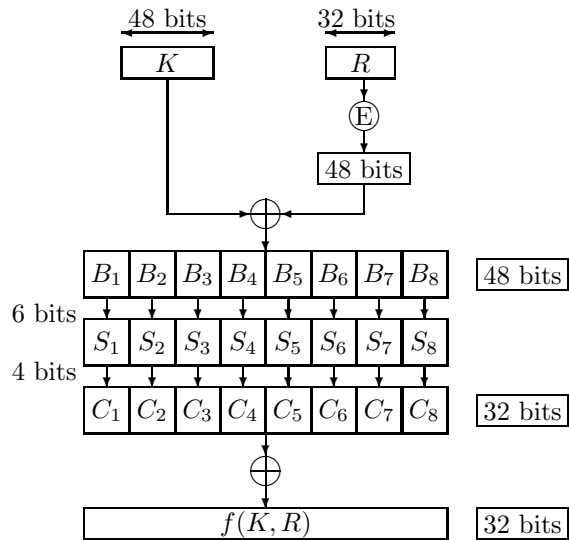 48 bits 32 bits
K R
E
48 bits
B₁ B₂ B₃ B₄ B₅ B₆ B₇ B₈ 48 bits
6 bits
S₁ S₂ S₃ S₄ S₅ S₆ S₇ S₈
4 bits
C₁ C₂ C₃ C₄ C₅ C₆ C₇ C₈ 32 bits
f(K, R) 32 bits